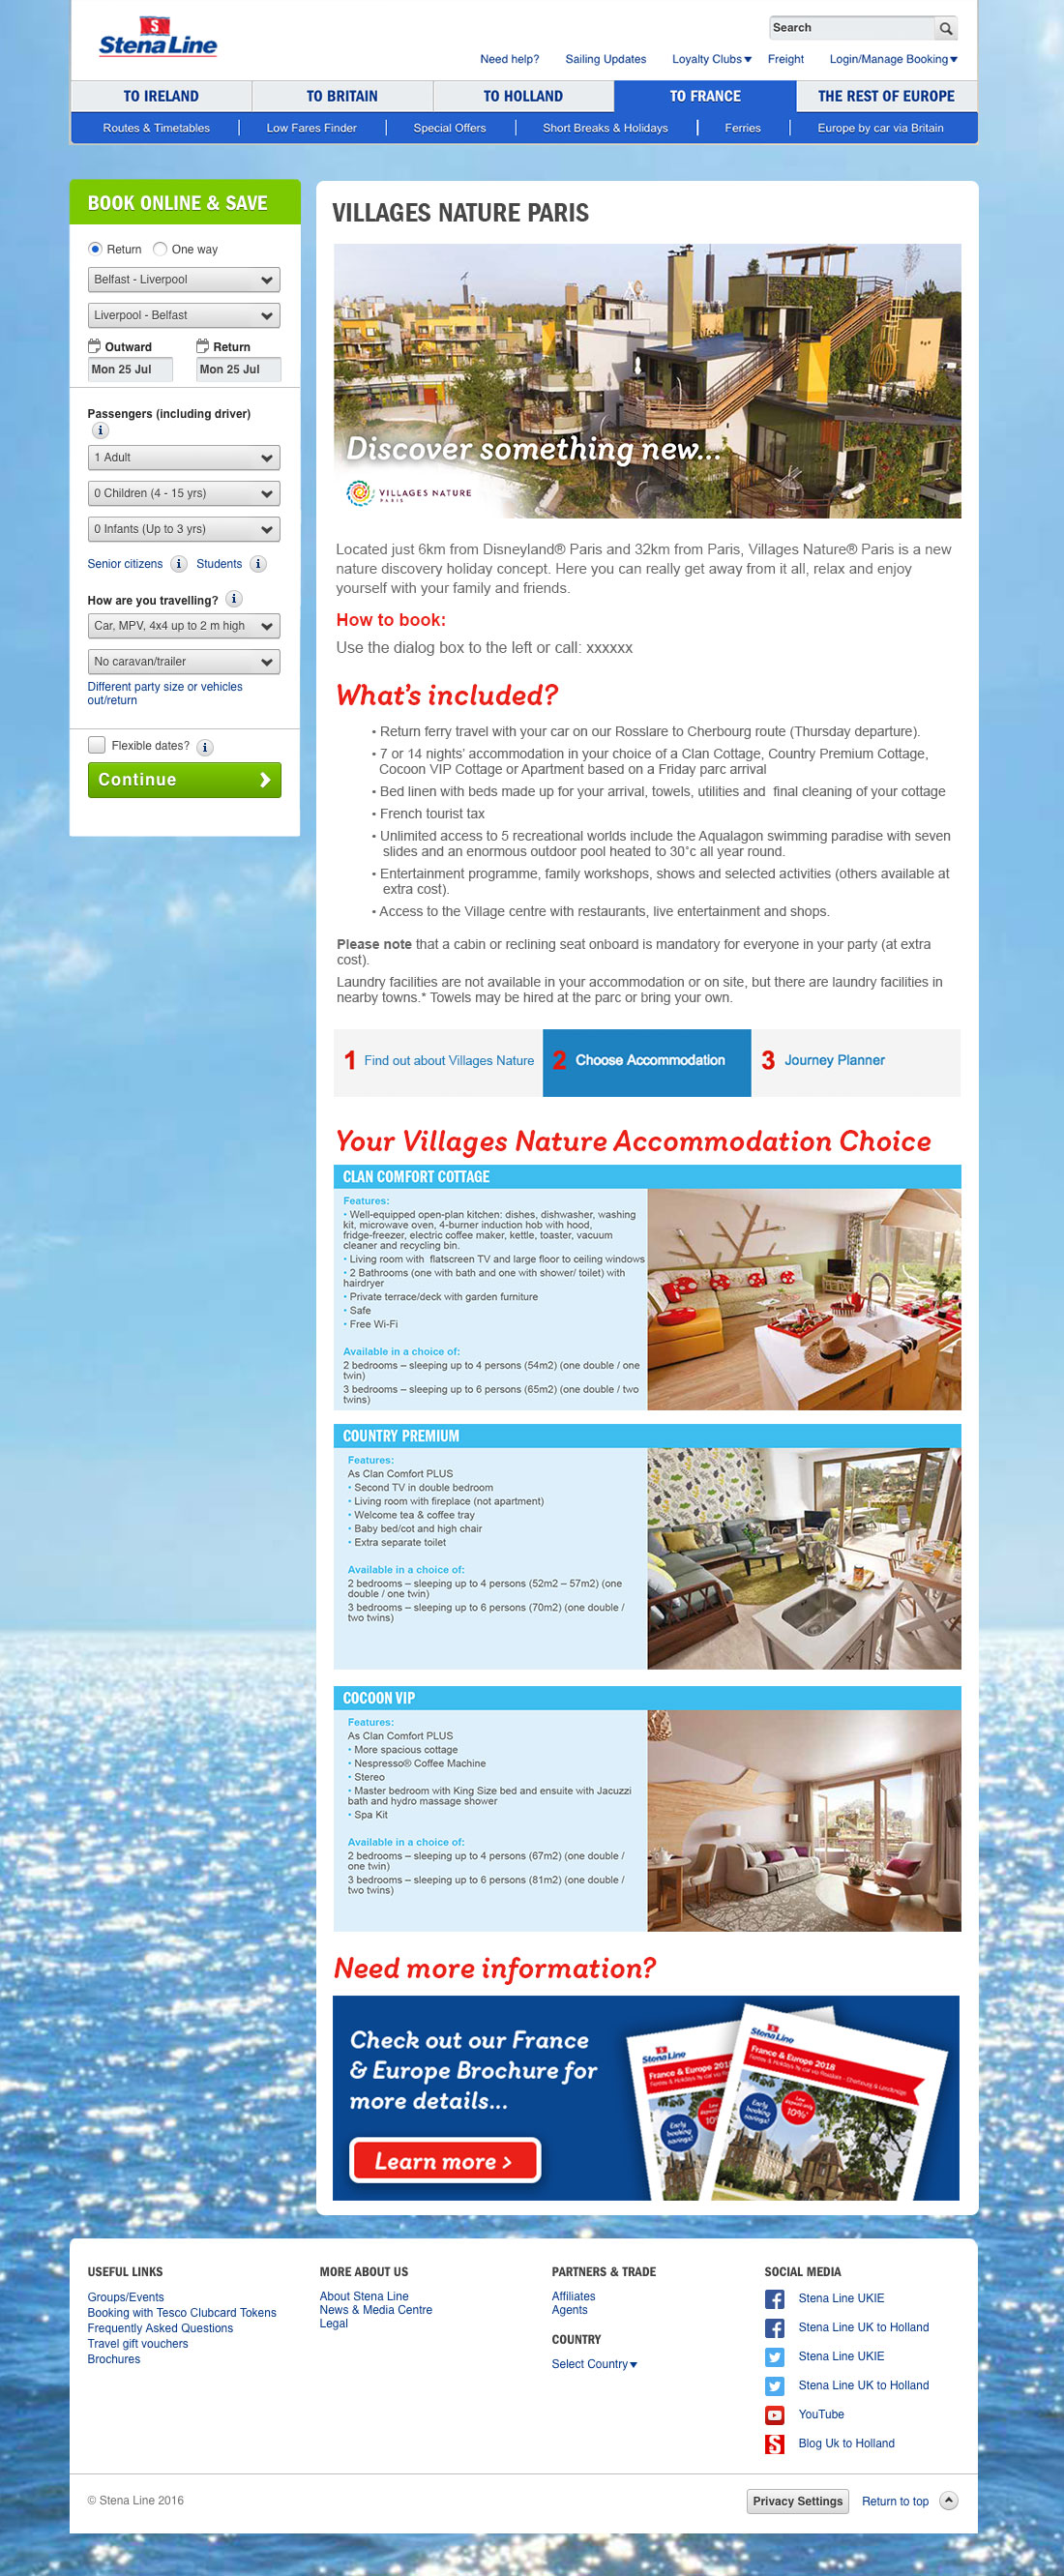 Stena Line
Search
Need help? Sailing Updates Loyalty Clubs Freight Login/Manage Booking
TO IRELAND TO BRITAIN TO HOLLAND TO FRANCE THE REST OF EUROPE
Routes & Timetables Low Fares Finder Special Offers Short Breaks & Holidays Ferries Europe by car via Britain
BOOK ONLINE & SAVE
Return One way
Belfast - Liverpool
Liverpool - Belfast
Outward Return
Mon 25 Jul Mon 25 Jul
Passengers (including driver)
1 Adult
0 Children (4 - 15 yrs)
0 Infants (Up to 3 yrs)
Senior citizens Students
How are you travelling?
Car, MPV, 4x4 up to 2 m high
No caravan/trailer
Different party size or vehicles
out/return
Flexible dates?
Continue
VILLAGES NATURE PARIS
Discover something new...
VILLAGES NATURE
PARIS
Located just 6km from Disneyland® Paris and 32km from Paris, Villages Nature® Paris is a new
nature discovery holiday concept. Here you can really get away from it all, relax and enjoy
yourself with your family and friends.
How to book:
Use the dialog box to the left or call: xxxxxx
What's included?
• Return ferry travel with your car on our Rosslare to Cherbourg route (Thursday departure).
• 7 or 14 nights' accommodation in your choice of a Clan Cottage, Country Premium Cottage,
Cocoon VIP Cottage or Apartment based on a Friday parc arrival
• Bed linen with beds made up for your arrival, towels, utilities and final cleaning of your cottage
• French tourist tax
• Unlimited access to 5 recreational worlds include the Aqualagon swimming paradise with seven
slides and an enormous outdoor pool heated to 30˚c all year round.
• Entertainment programme, family workshops, shows and selected activities (others available at
extra cost).
• Access to the Village centre with restaurants, live entertainment and shops.
Please note that a cabin or reclining seat onboard is mandatory for everyone in your party (at extra
cost).
Laundry facilities are not available in your accommodation or on site, but there are laundry facilities in
nearby towns.* Towels may be hired at the parc or bring your own.
1 Find out about Villages Nature 2 Choose Accommodation 3 Journey Planner
Your Villages Nature Accommodation Choice
CLAN COMFORT COTTAGE
Features:
• Well-equipped open-plan kitchen: dishes, dishwasher, washing
kit, microwave oven, 4-burner induction hob with hood,
fridge-freezer, electric coffee maker, kettle, toaster, vacuum
cleaner and recycling bin.
• Living room with flatscreen TV and large floor to ceiling windows
• 2 Bathrooms (one with bath and one with shower/ toilet) with
hairdryer
• Private terrace/deck with garden furniture
• Safe
• Free Wi-Fi
Available in a choice of:
2 bedrooms – sleeping up to 4 persons (54m2) (one double / one
twin)
3 bedrooms – sleeping up to 6 persons (65m2) (one double / two
twins)
COUNTRY PREMIUM
Features:
As Clan Comfort PLUS
• Second TV in double bedroom
• Living room with fireplace (not apartment)
• Welcome tea & coffee tray
• Baby bed/cot and high chair
• Extra separate toilet
Available in a choice of:
2 bedrooms – sleeping up to 4 persons (52m2 – 57m2) (one
double / one twin)
3 bedrooms – sleeping up to 6 persons (70m2) (one double /
two twins)
COCOON VIP
Features:
As Clan Comfort PLUS
• More spacious cottage
• Nespresso® Coffee Machine
• Stereo
• Master bedroom with King Size bed and ensuite with Jacuzzi
bath and hydro massage shower
• Spa Kit
Available in a choice of:
2 bedrooms – sleeping up to 4 persons (67m2) (one double /
one twin)
3 bedrooms – sleeping up to 6 persons (81m2) (one double /
two twins)
Need more information?
Check out our France
& Europe Brochure for
more details...
Learn more >
Stena Line
France & Europe 2018
Early booking savings!
10%
Stena Line
France & Europe 2018
Early booking savings!
10%
USEFUL LINKS
Groups/Events
Booking with Tesco Clubcard Tokens
Frequently Asked Questions
Travel gift vouchers
Brochures
MORE ABOUT US
About Stena Line
News & Media Centre
Legal
PARTNERS & TRADE
Affiliates
Agents
COUNTRY
Select Country
SOCIAL MEDIA
Stena Line UKIE
Stena Line UK to Holland
Stena Line UKIE
Stena Line UK to Holland
YouTube
Blog Uk to Holland
© Stena Line 2016
Privacy Settings Return to top